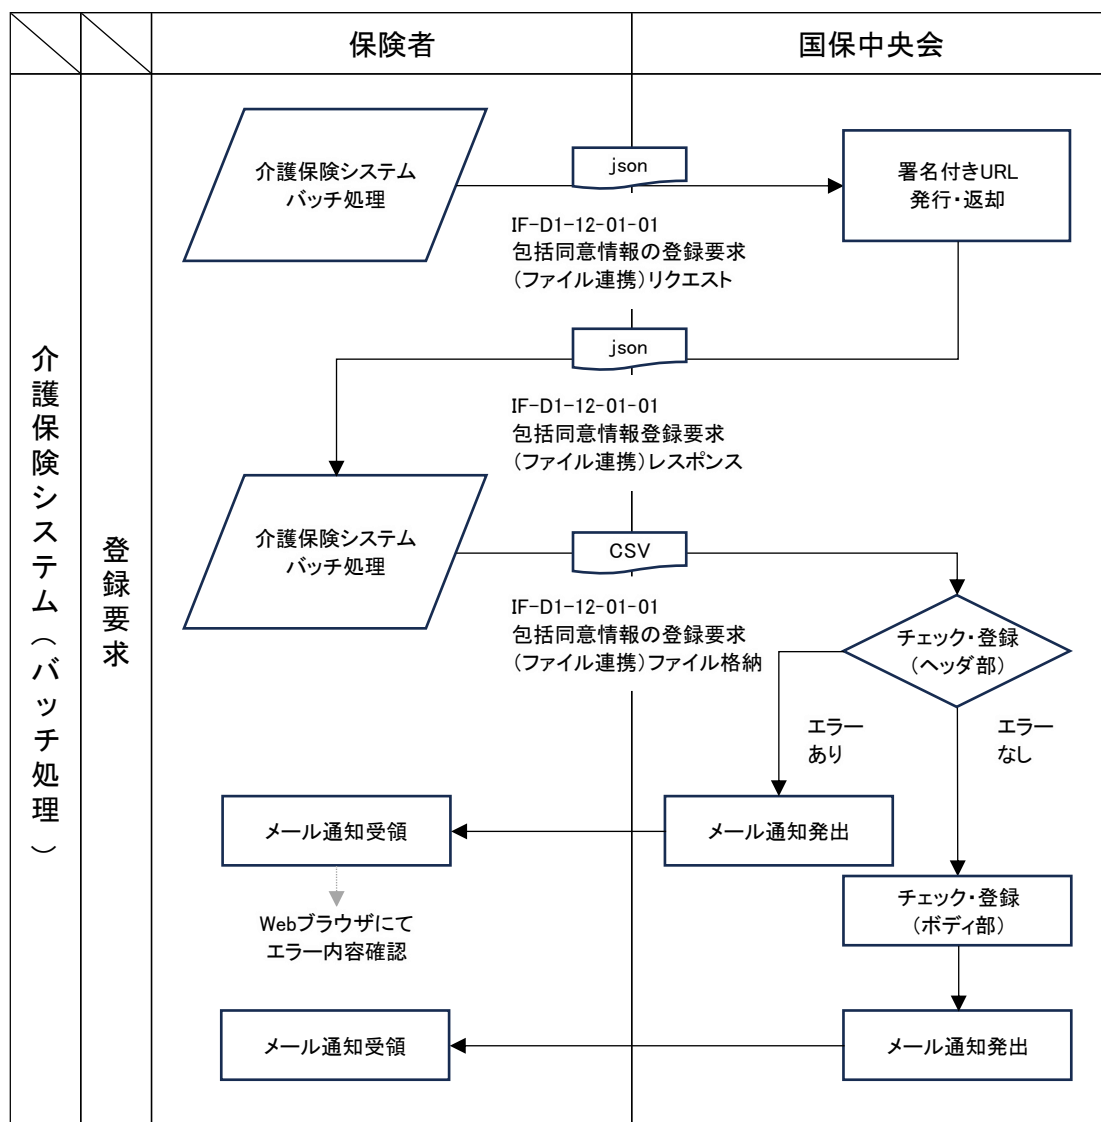 保険者
国保中央会
介護保険システム（バッチ処理）
登録要求
介護保険システム
バッチ処理
json
署名付きURL
発行・返却
IF-D1-12-01-01
包括同意情報の登録要求
（ファイル連携）リクエスト
json
IF-D1-12-01-01
包括同意情報登録要求
（ファイル連携）レスポンス
介護保険システム
バッチ処理
CSV
IF-D1-12-01-01
包括同意情報の登録要求
（ファイル連携）ファイル格納
チェック・登録
（ヘッダ部）
エラー
あり
エラー
なし
メール通知受領
メール通知発出
Webブラウザにて
エラー内容確認
チェック・登録
（ボディ部）
メール通知受領
メール通知発出